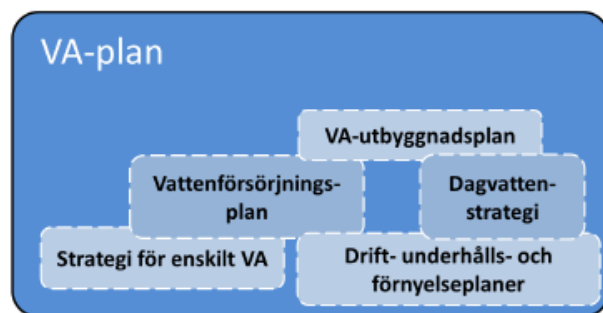 VA-plan
VA-utbyggnadsplan
Vattenförsörjnings-
plan
Dagvatten-
strategi
Strategi för enskilt VA
Drift- underhålls- och
förnyelseplaner